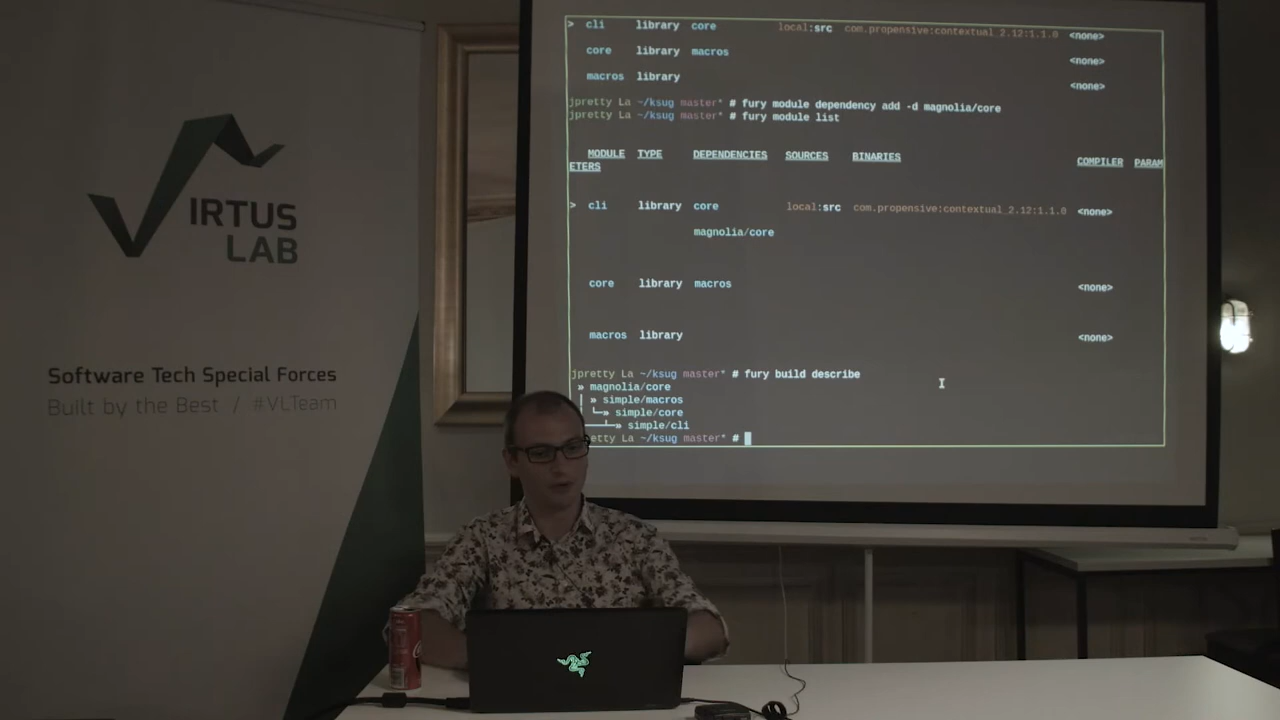 IRTUS
LAB
Software Tech Special Forces
Built by the Best / #VLTeam
> cli library core local:src com.propensive:contextual_2.12:1.1.0 <none>
core library macros <none>
macros library <none>
jpretty La ~/ksug master* # fury module dependency add -d magnolia/core
jpretty La ~/ksug master* # fury module list
MODULE TYPE DEPENDENCIES SOURCES BINARIES COMPILER PARAM
ETERS
> cli library core local:src com.propensive:contextual_2.12:1.1.0 <none>
magnolia/core
core library macros <none>
macros library <none>
jpretty La ~/ksug master* # fury build describe
» magnolia/core
» simple/macros
» simple/core
» simple/cli
pretty La ~/ksug master* #